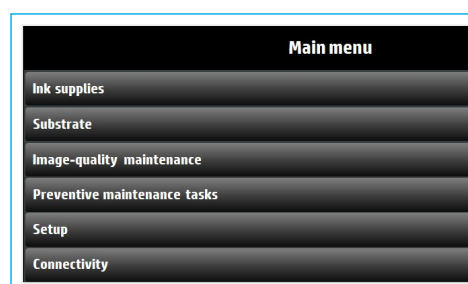 Main menu
Ink supplies
Substrate
Image-quality maintenance
Preventive maintenance tasks
Setup
Connectivity